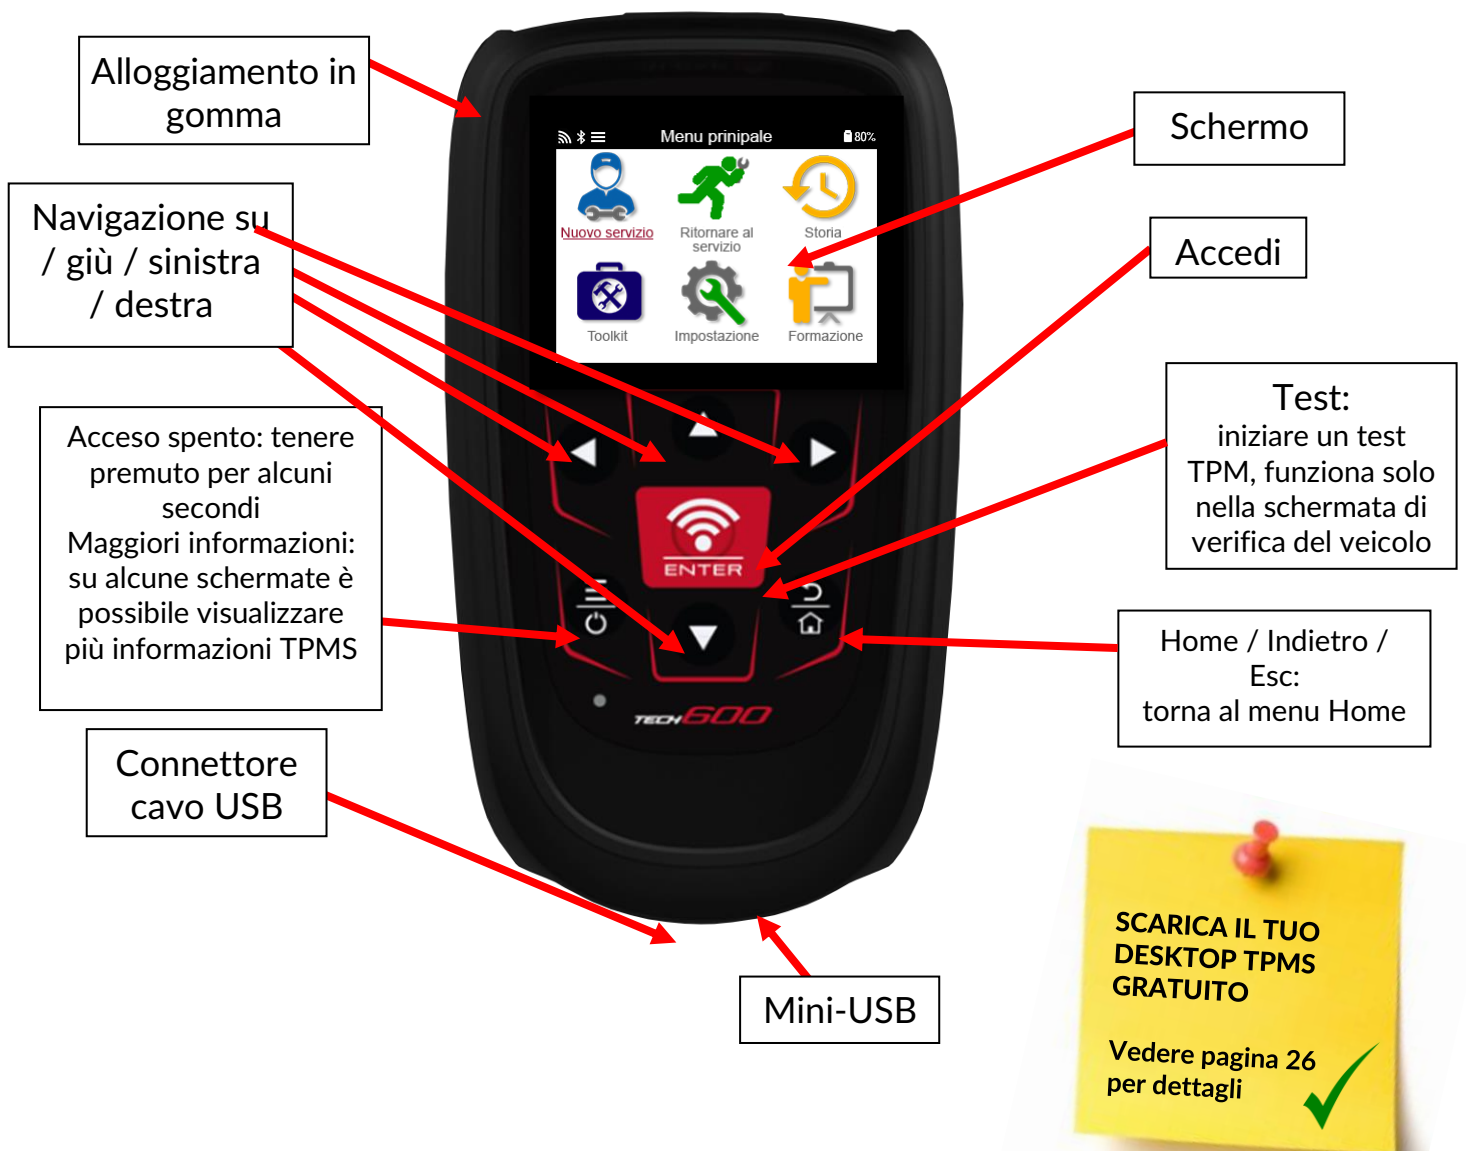 Alloggiamento in
gomma
Navigazione su
/ giù / sinistra
/ destra
Acceso spento: tenere
premuto per alcuni
secondi
Maggiori informazioni:
su alcune schermate è
possibile visualizzare
più informazioni TPMS
Connettore
cavo USB
Menu prinipale
80%
Nuovo servizio
Ritornare al
servizio
Storia
Toolkit
Impostazione
Formazione
ENTER
TECH600
Mini-USB
Schermo
Accedi
Test:
iniziare un test
TPM, funziona solo
nella schermata di
verifica del veicolo
Home / Indietro /
Esc:
torna al menu Home
SCARICA IL TUO
DESKTOP TPMS
GRATUITO
Vedere pagina 26
per dettagli